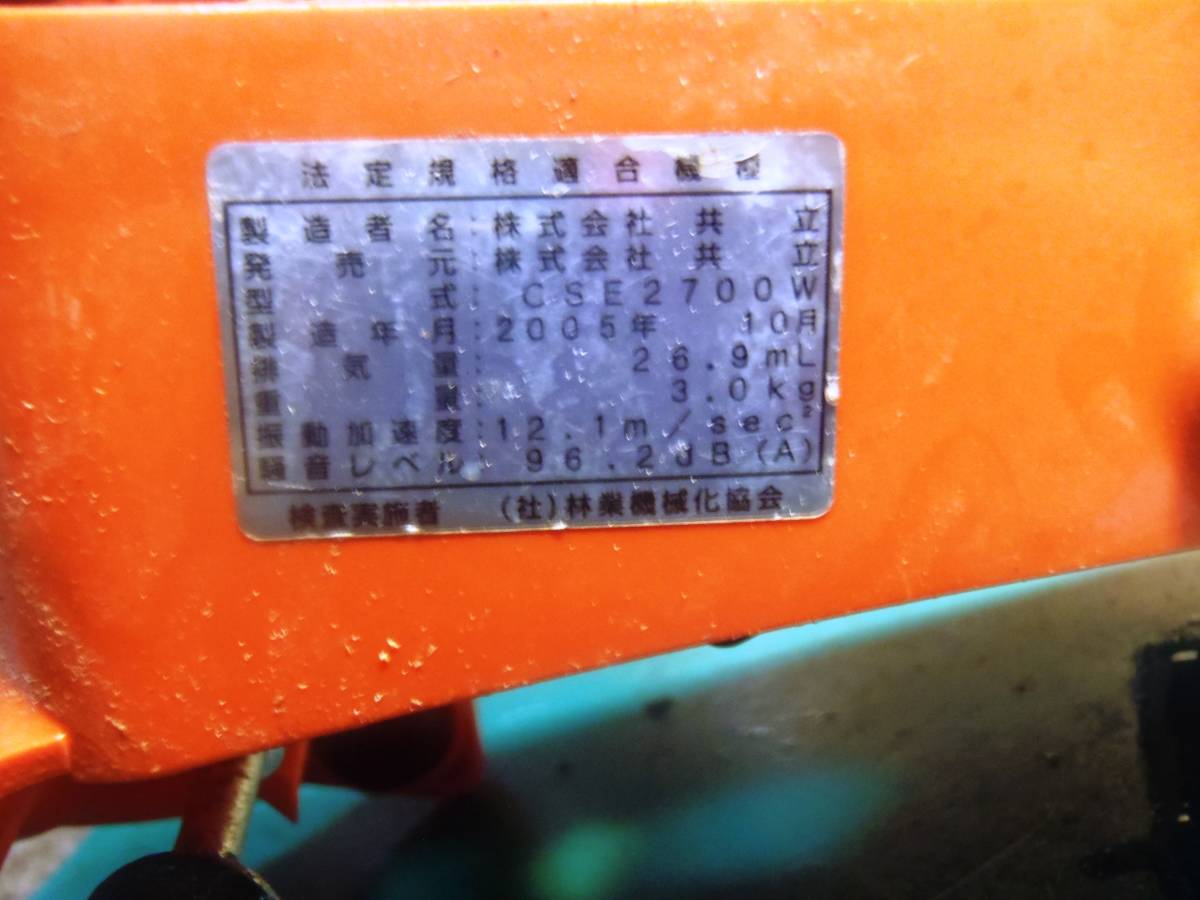 法定規格適合機種
製造者名:株式会社 共立
発売元:株式会社 共立
型式:CSE2700W
製造年月:2005年 10月
排気量: 26.9mL
重量: 3.0kg
振動加速度:12.1m/sec²
騒音レベル: 96.2dB(A)
検査実施者 (社)林業機械化協会